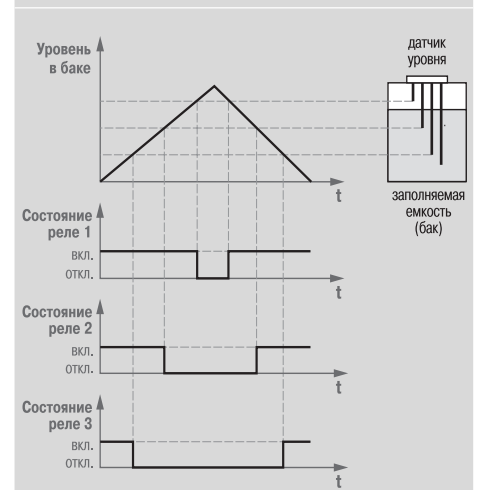 Уровень
в баке
датчик
уровня
t
заполняемая
емкость
(бак)
Состояние
реле 1
вкл.
откл.
t
Состояние
реле 2
вкл.
откл.
t
Состояние
реле 3
вкл.
откл.
t